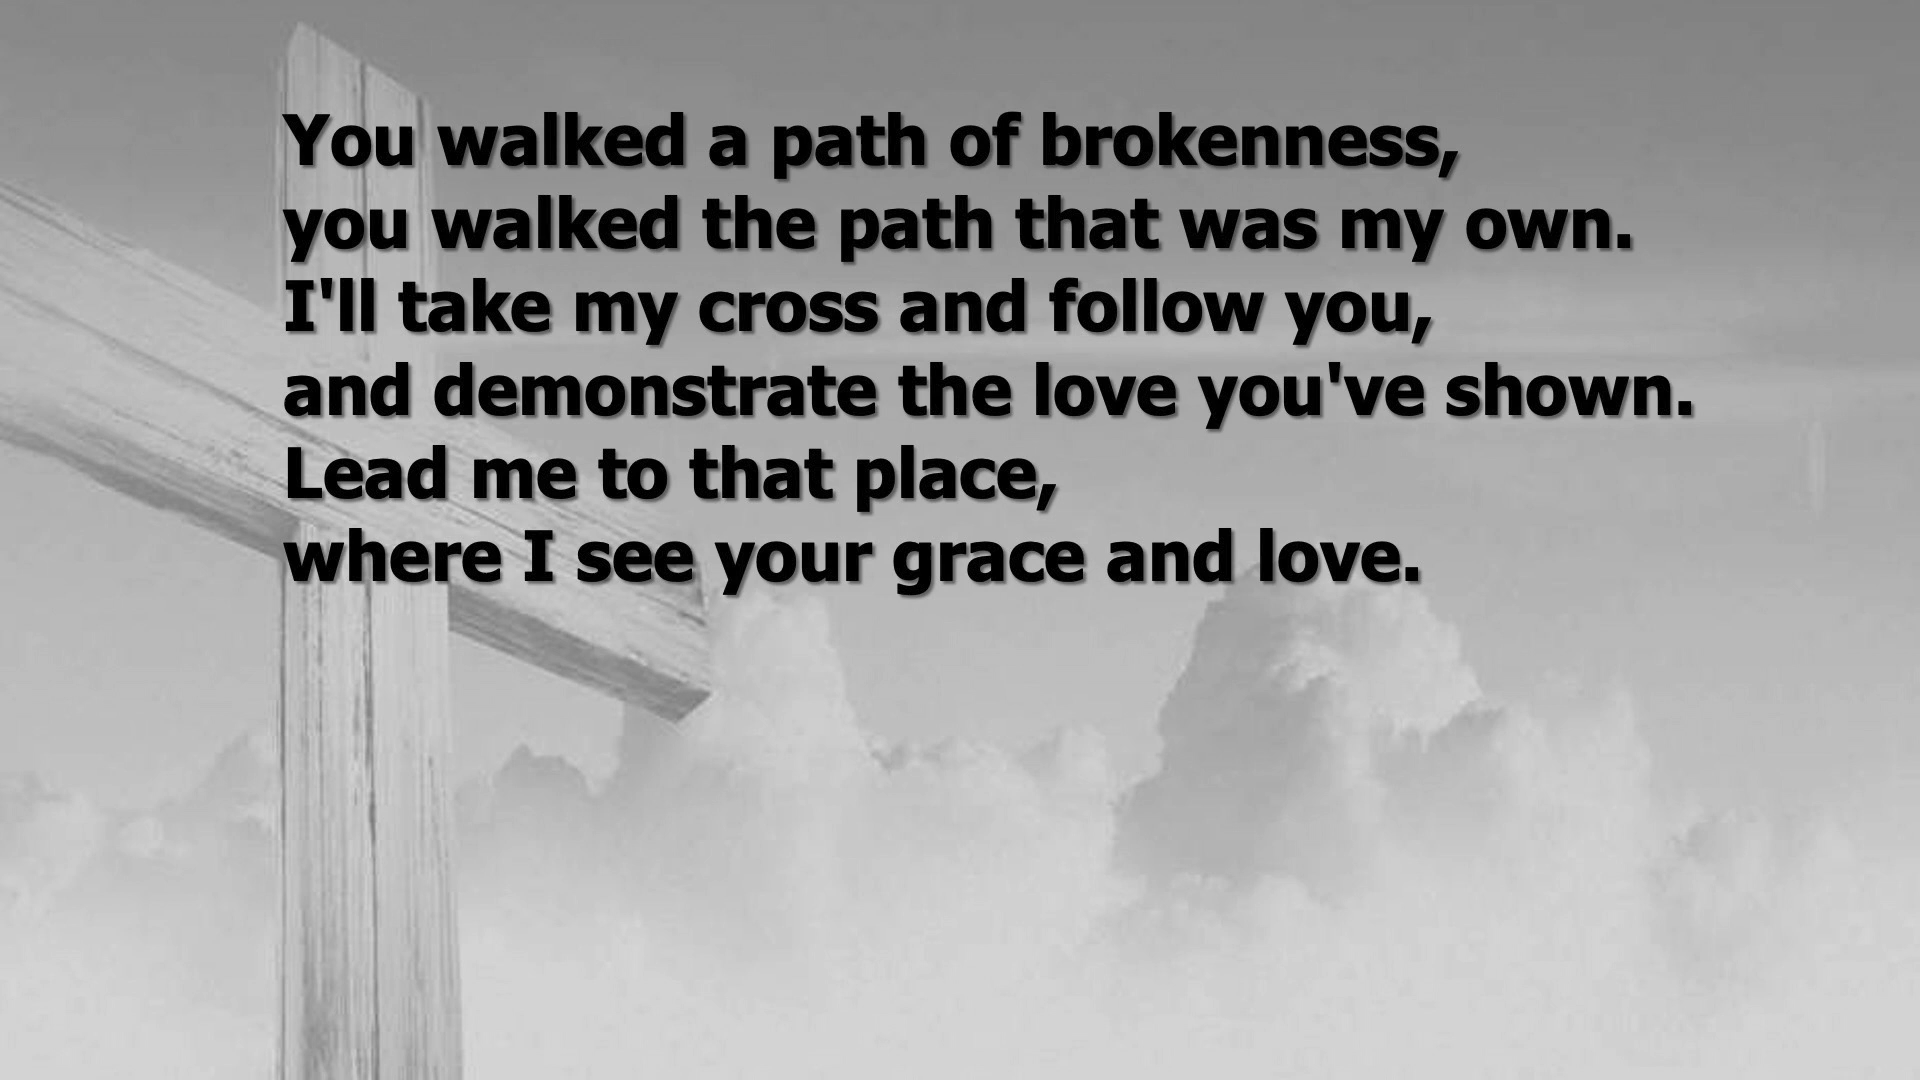 You walked a path of brokenness,
you walked the path that was my own.
I'll take my cross and follow you,
and demonstrate the love you've shown.
Lead me to that place,
where I see your grace and love.